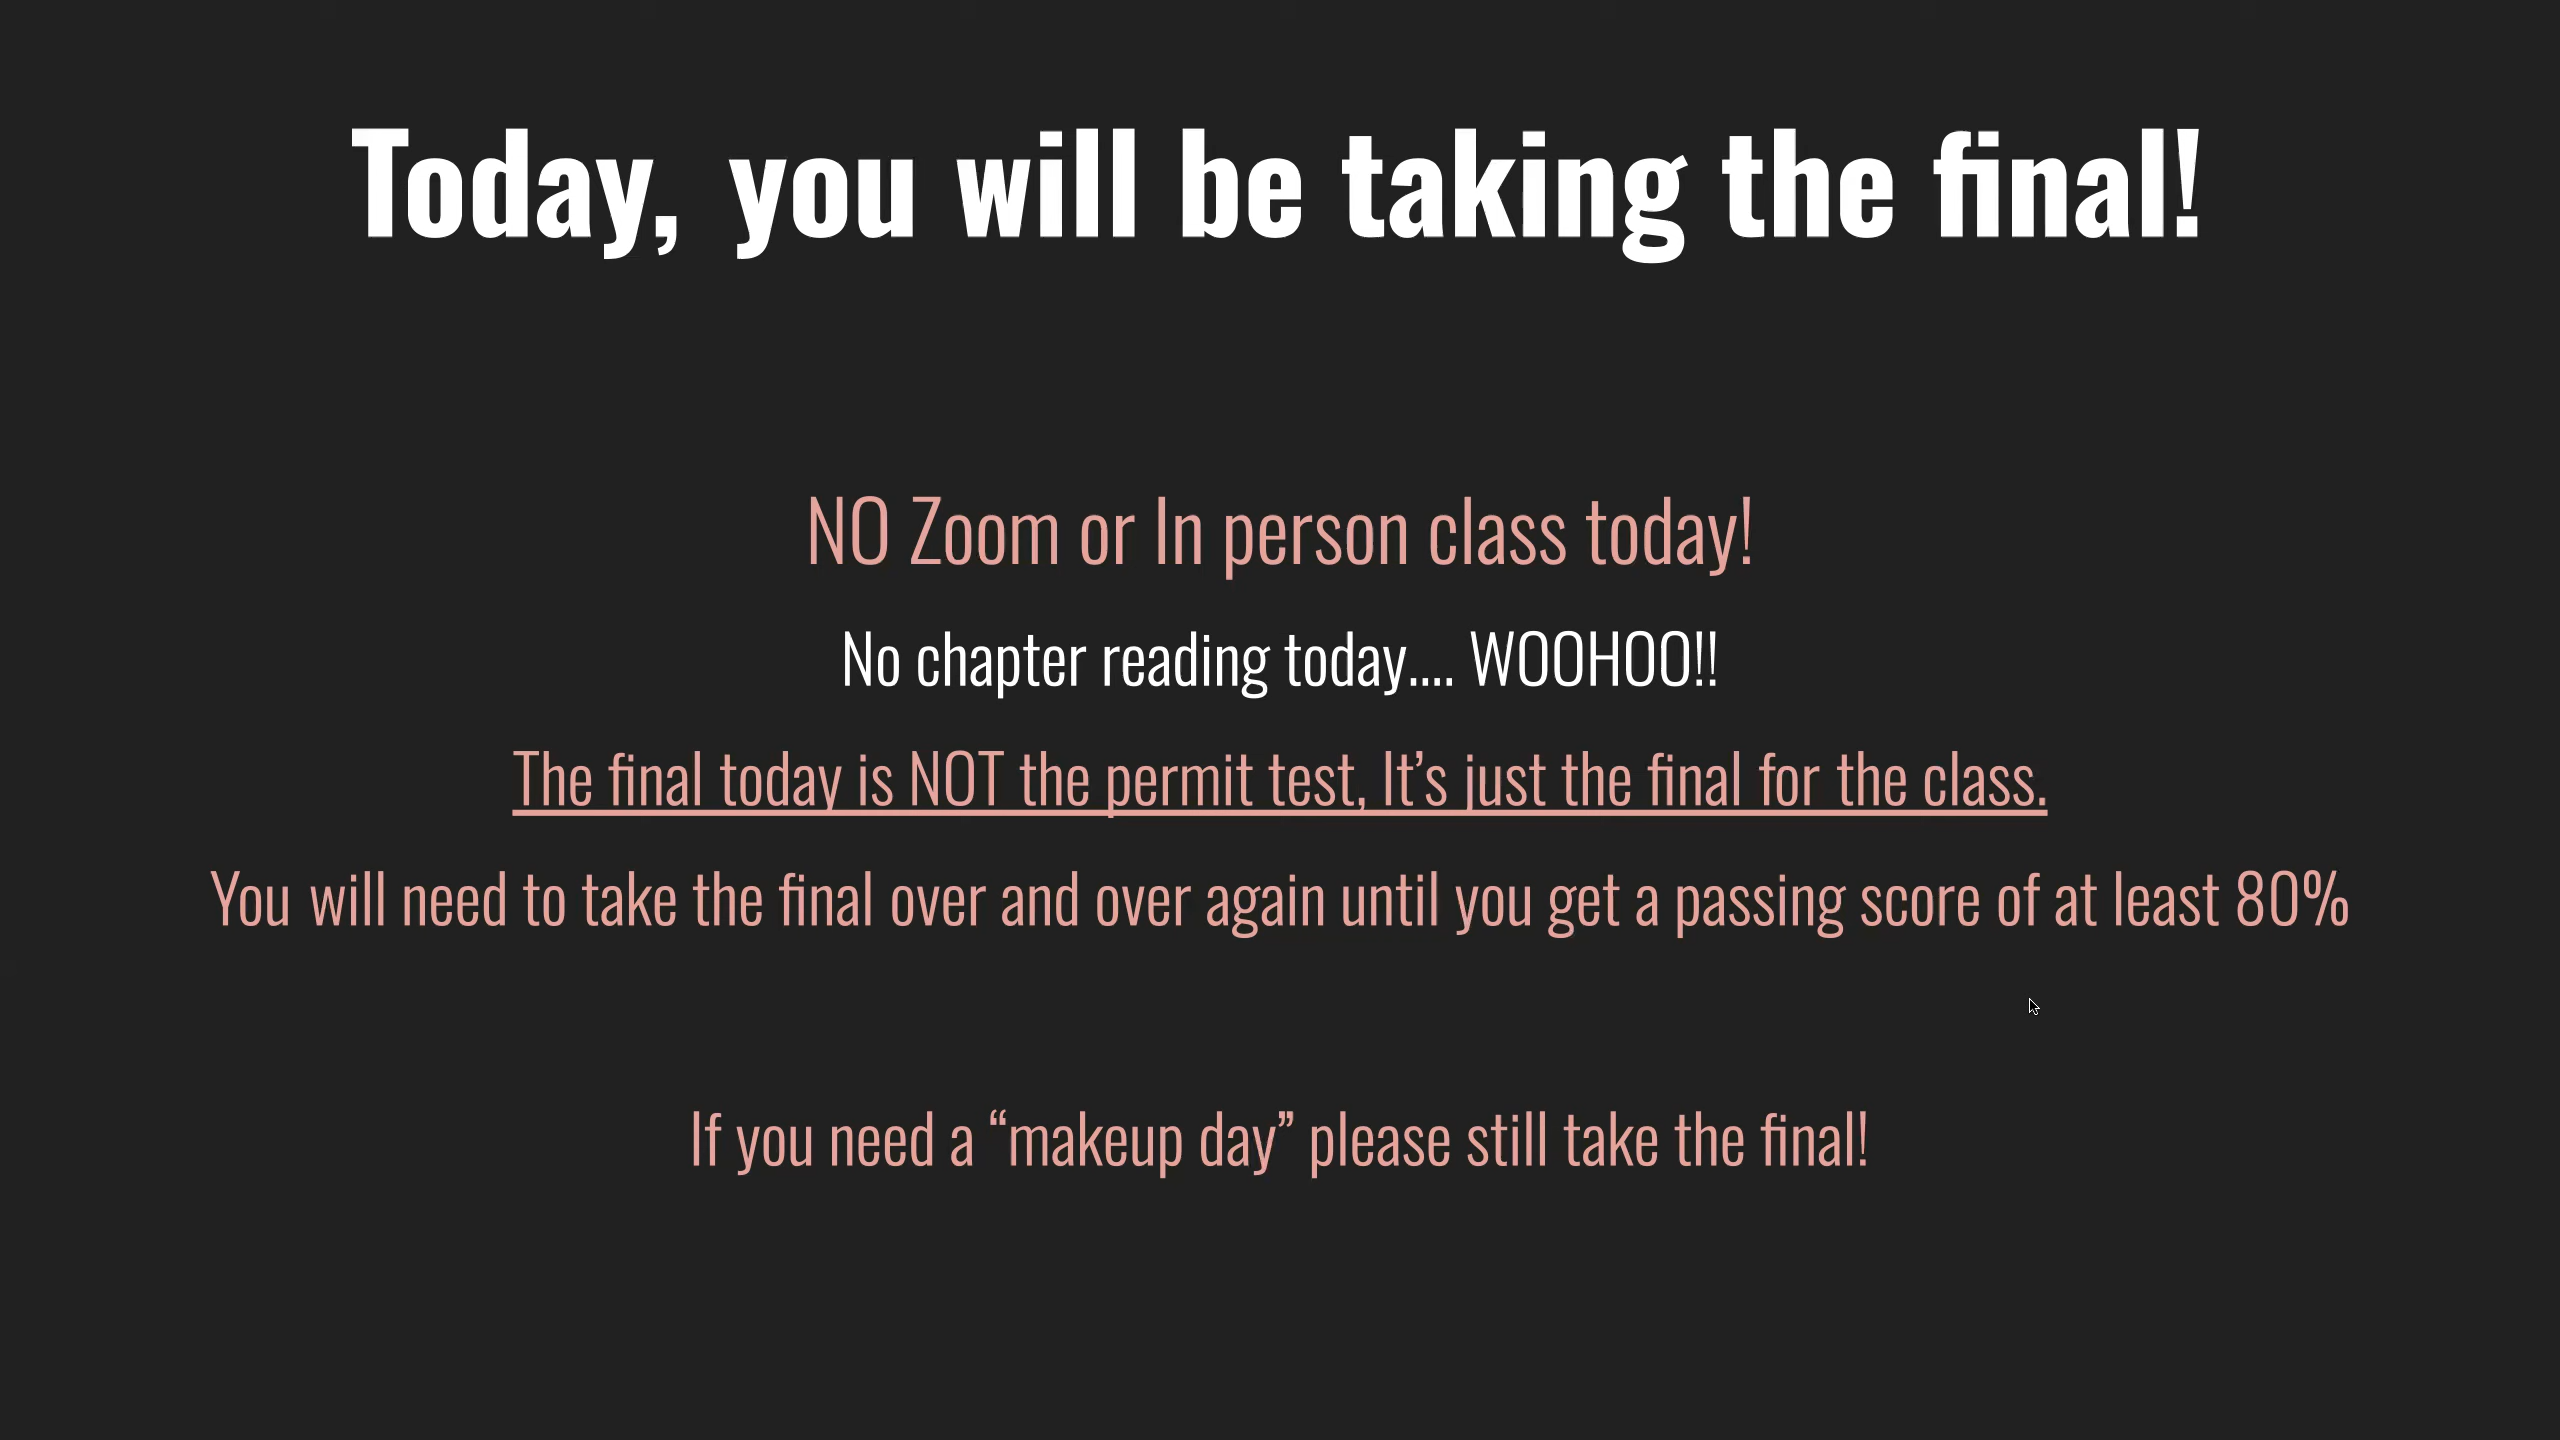 Today, you will be taking the final!
NO Zoom or In person class today!
No chapter reading today.... WOOHOO!!
The final today is NOT the permit test, It’s just the final for the class.
You will need to take the final over and over again until you get a passing score of at least 80%
If you need a “makeup day” please still take the final!